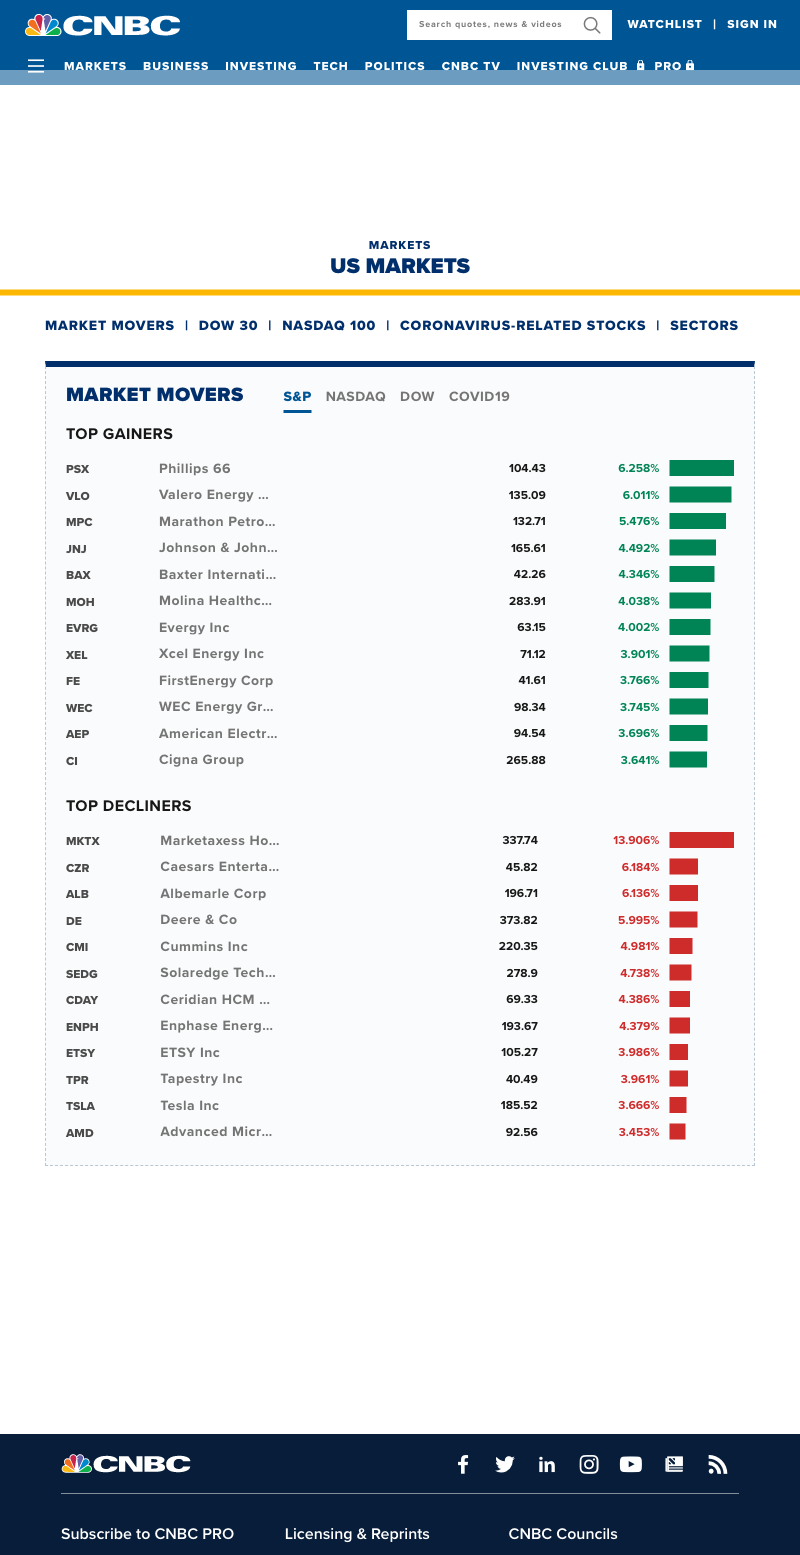 CNBC
Search quotes, news & videos
WATCHLIST | SIGN IN
MARKETS BUSINESS INVESTING TECH POLITICS CNBC TV INVESTING CLUB PRO
MARKETS
US MARKETS
MARKET MOVERS | DOW 30 | NASDAQ 100 | CORONAVIRUS-RELATED STOCKS | SECTORS
MARKET MOVERS S&P NASDAQ DOW COVID19
TOP GAINERS
PSX Phillips 66 104.43 6.258%
VLO Valero Energy ... 135.09 6.011%
MPC Marathon Petro... 132.71 5.476%
JNJ Johnson & John... 165.61 4.492%
BAX Baxter Internati... 42.26 4.346%
MOH Molina Healthc... 283.91 4.038%
EVRG Evergy Inc 63.15 4.002%
XEL Xcel Energy Inc 71.12 3.901%
FE FirstEnergy Corp 41.61 3.766%
WEC WEC Energy Gr... 98.34 3.745%
AEP American Electr... 94.54 3.696%
CI Cigna Group 265.88 3.641%
TOP DECLINERS
MKTX Marketaxess Ho... 337.74 13.906%
CZR Caesars Enterta... 45.82 6.184%
ALB Albemarle Corp 196.71 6.136%
DE Deere & Co 373.82 5.995%
CMI Cummins Inc 220.35 4.981%
SEDG Solaredge Tech... 278.9 4.738%
CDAY Ceridian HCM ... 69.33 4.386%
ENPH Enphase Energ... 193.67 4.379%
ETSY ETSY Inc 105.27 3.986%
TPR Tapestry Inc 40.49 3.961%
TSLA Tesla Inc 185.52 3.666%
AMD Advanced Micr... 92.56 3.453%
CNBC
Subscribe to CNBC PRO Licensing & Reprints CNBC Councils